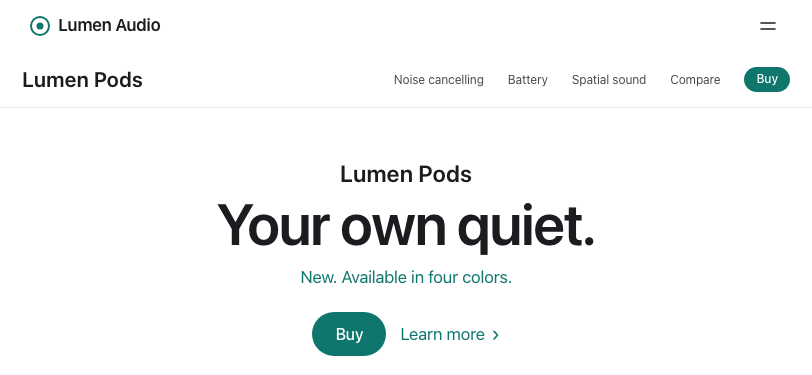 Lumen Audio
Lumen Pods
Noise cancelling
Battery
Spatial sound
Compare
Buy
Lumen Pods
Your own quiet.
New. Available in four colors.
Buy
Learn more ›